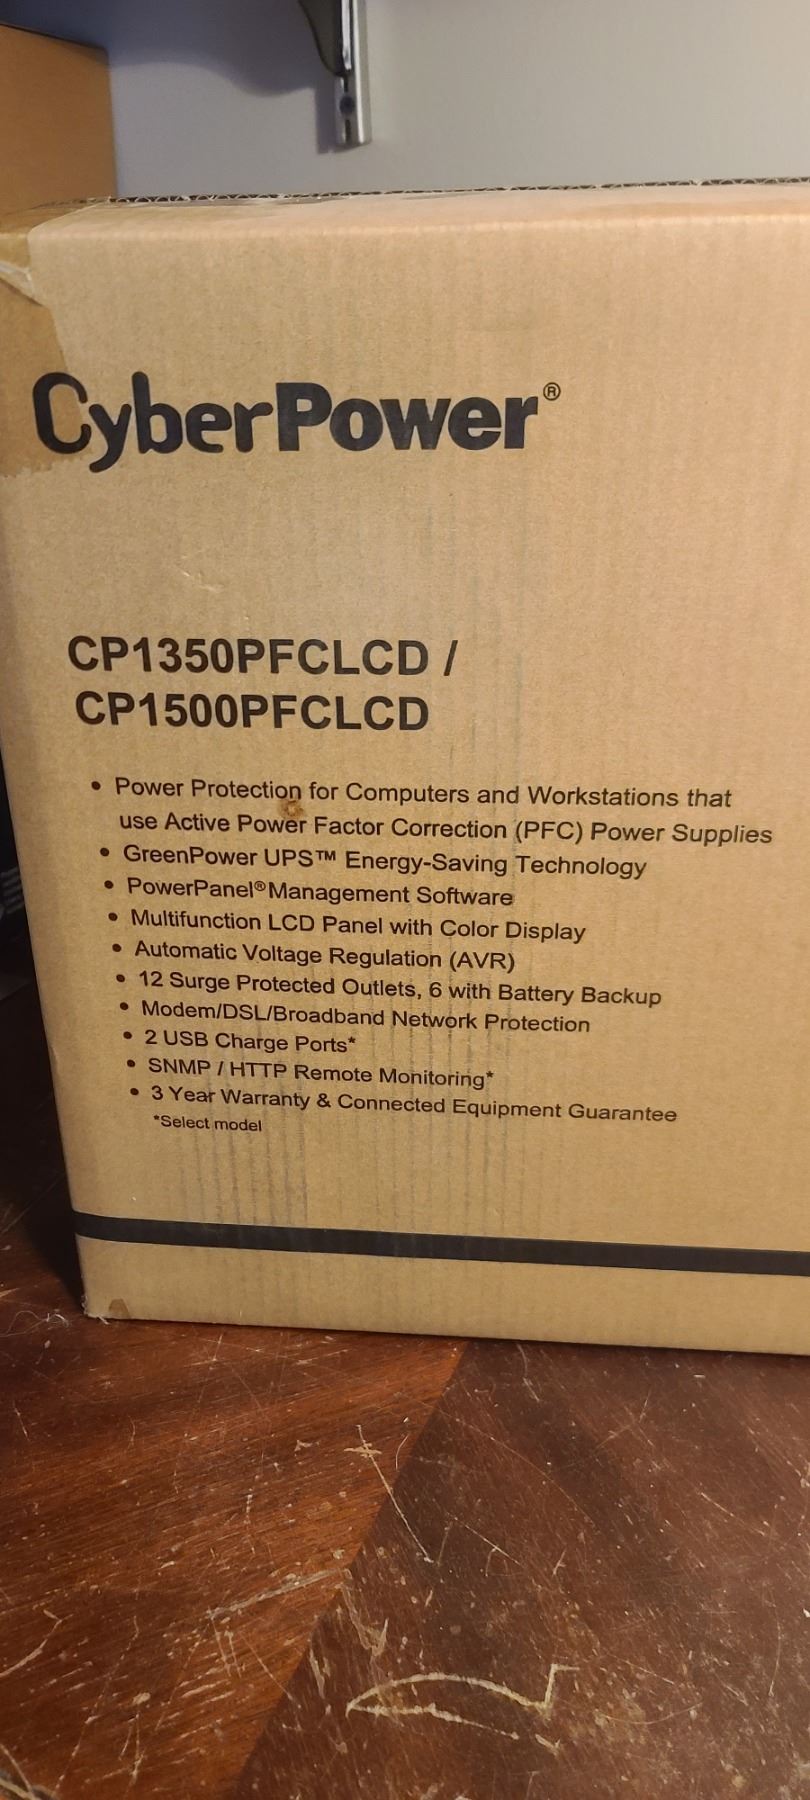 CyberPower®
CP1350PFCLCD /
CP1500PFCLCD
• Power Protection for Computers and Workstations that
use Active Power Factor Correction (PFC) Power Supplies
• GreenPower UPS™ Energy-Saving Technology
• PowerPanel® Management Software
• Multifunction LCD Panel with Color Display
• Automatic Voltage Regulation (AVR)
• 12 Surge Protected Outlets, 6 with Battery Backup
• Modem/DSL/Broadband Network Protection
• 2 USB Charge Ports*
• SNMP / HTTP Remote Monitoring*
• 3 Year Warranty & Connected Equipment Guarantee
*Select model